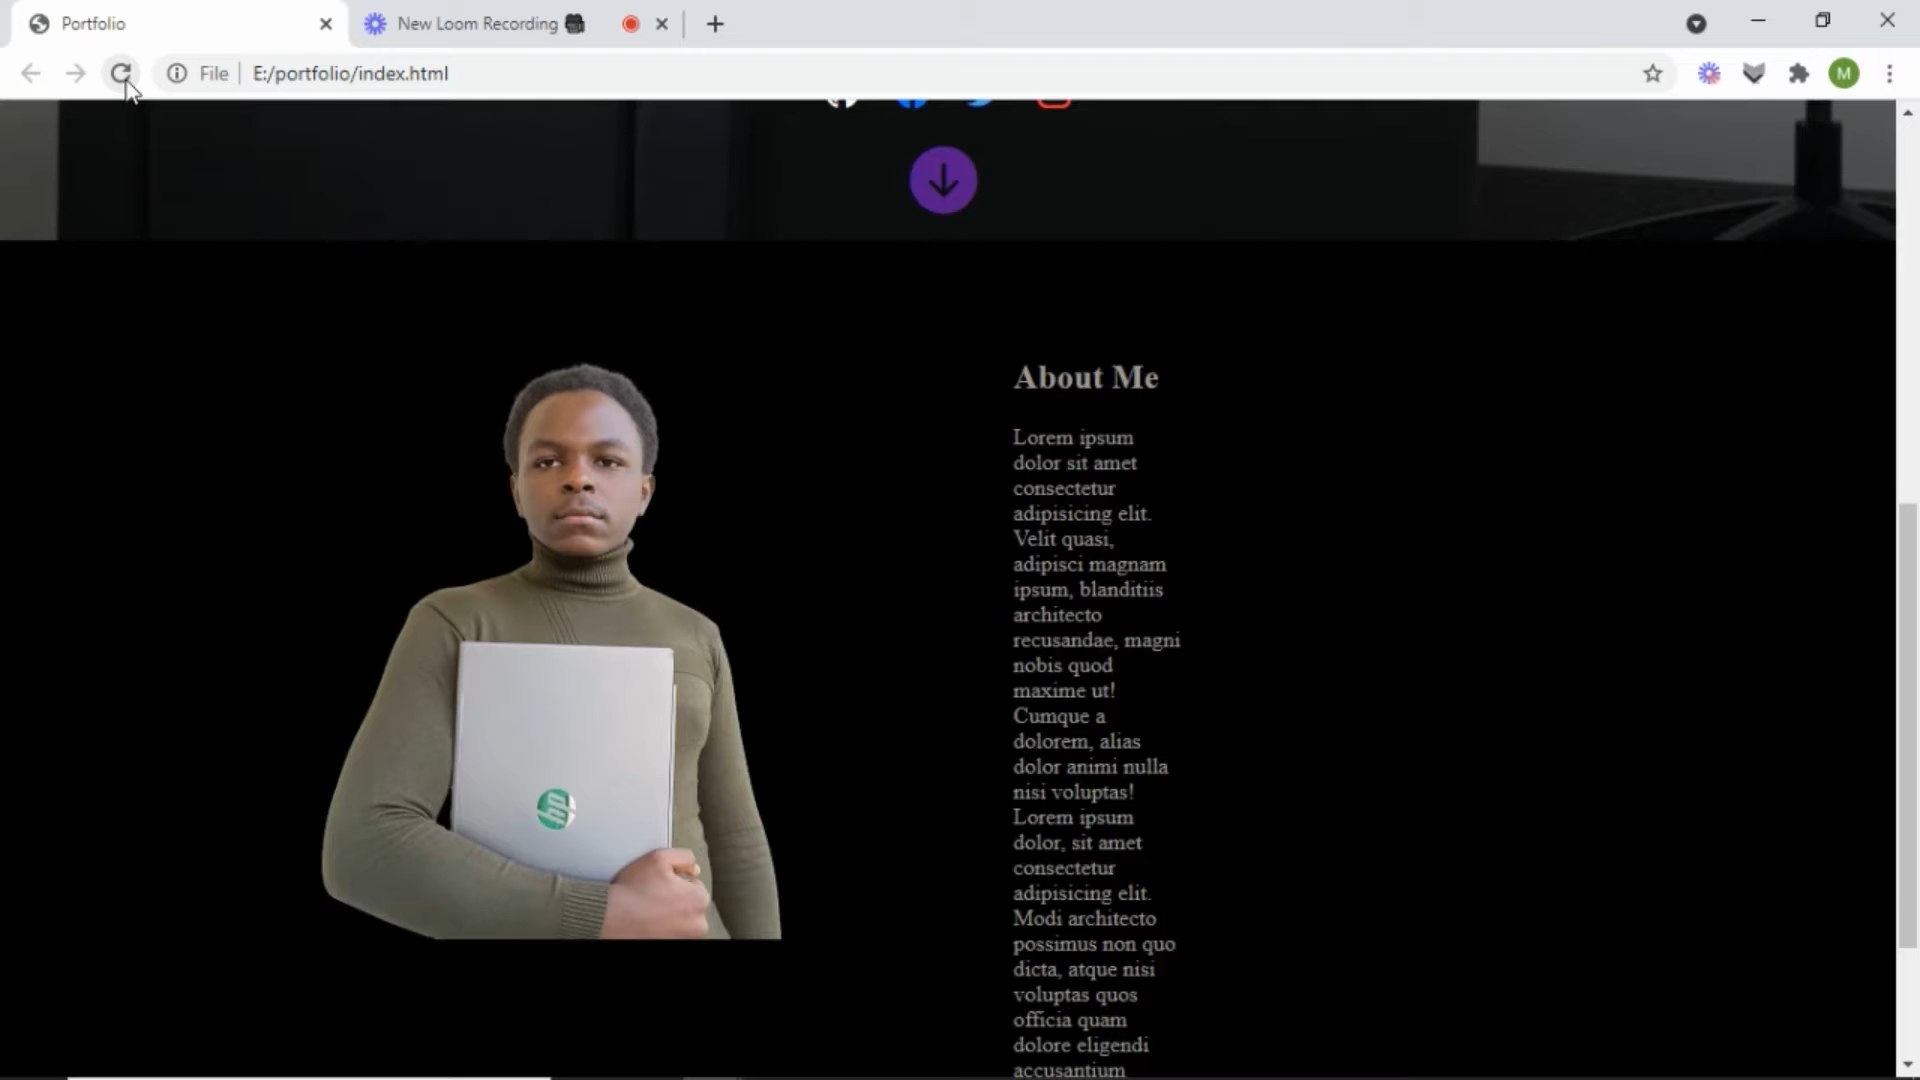 Portfolio
New Loom Recording
File
E:/portfolio/index.html
M
About Me
Lorem ipsum
dolor sit amet
consectetur
adipisicing elit.
Velit quasi,
adipisci magnam
ipsum, blanditiis
architecto
recusandae, magni
nobis quod
maxime ut!
Cumque a
dolorem, alias
dolor animi nulla
nisi voluptas!
Lorem ipsum
dolor, sit amet
consectetur
adipisicing elit.
Modi architecto
possimus non quo
dicta, atque nisi
voluptas quos
officia quam
dolore eligendi
accusantium
hp